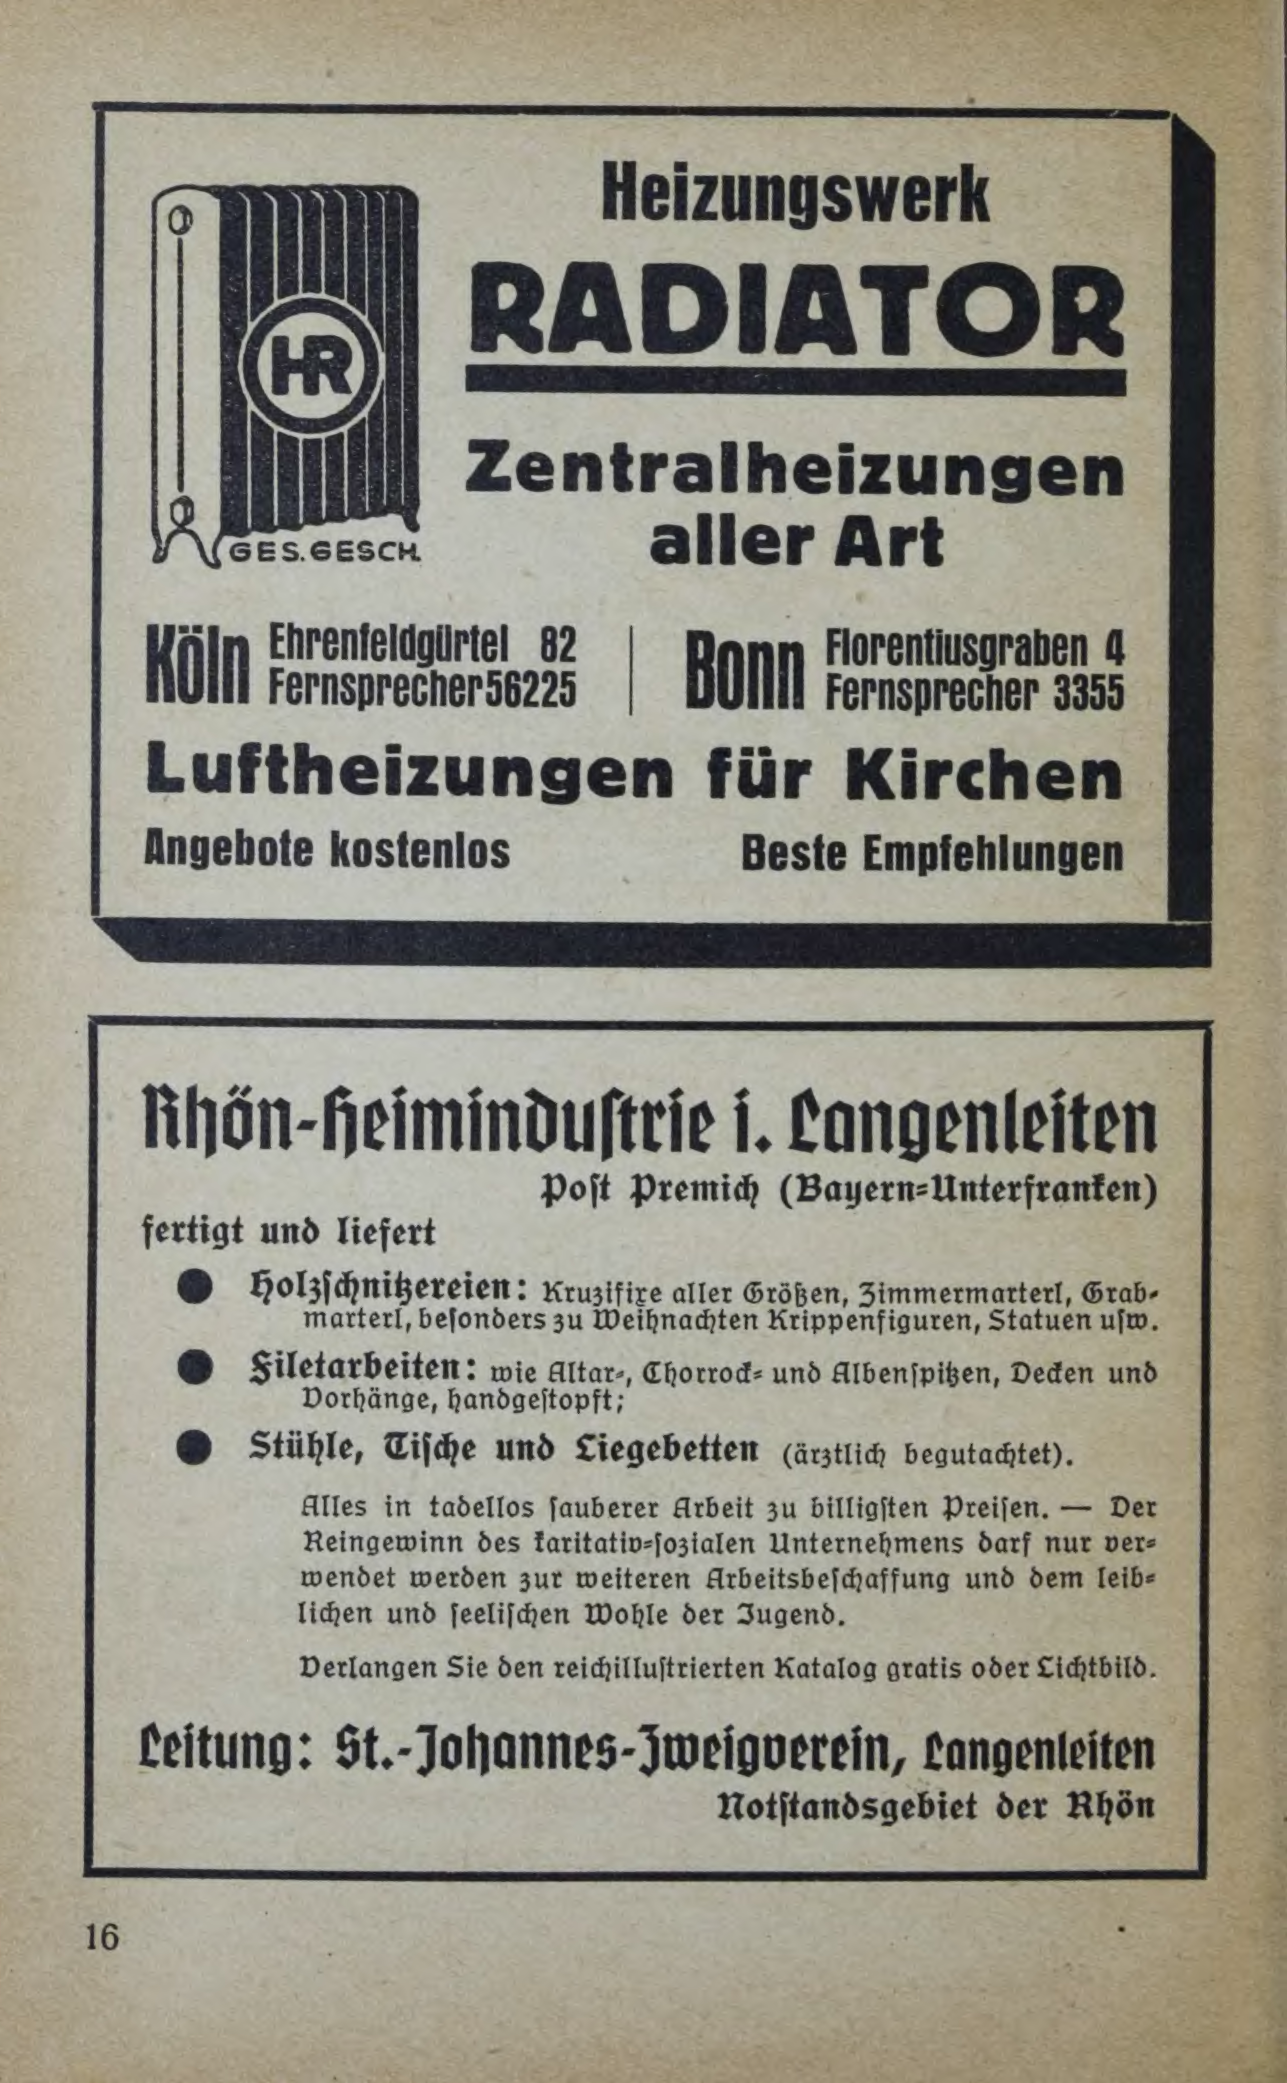 Heizungswerk
RADIATOR
HR
GES.GESCH.
Zentralheizungen
aller Art
Köln Ehrenfeldgürtel 82
Fernsprecher 56225
Bonn Florentiusgraben 4
Fernsprecher 3355
Luftheizungen für Kirchen
Angebote kostenlos Beste Empfehlungen
Rhön-Heiminduſtrie i. Langenleiten
Poſt Premich (Bayern-Unterfranken)
fertigt und liefert
● Holzſchnitzereien: Kruzifixe aller Größen, Zimmermarterl, Grab-
marterl, beſonders zu Weihnachten Krippenfiguren, Statuen uſw.
● Filetarbeiten: wie Altar-, Chorrock- und Albenſpitzen, Decken und
Vorhänge, handgeſtopft;
● Stühle, Tiſche und Liegebetten (ärztlich begutachtet).
Alles in tadellos ſauberer Arbeit zu billigſten Preiſen. — Der
Reingewinn des karitativ-ſozialen Unternehmens darf nur ver-
wendet werden zur weiteren Arbeitsbeſchaffung und dem leib-
lichen und ſeeliſchen Wohle der Jugend.
Verlangen Sie den reichilluſtrierten Katalog gratis oder Lichtbild.
Leitung: St.-Johannes-Zweigverein, Langenleiten
Notſtandsgebiet der Rhön
16